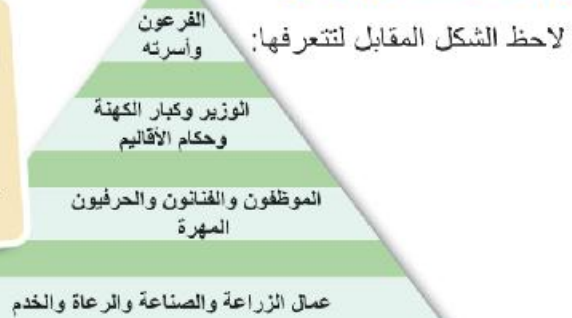 لاحظ الشكل المقابل لتتعرفها:
الفرعون
وأسرته
الوزير وكبار الكهنة
وحكام الأقاليم
الموظفون والفنانون والحرفيون
المهرة
عمال الزراعة والصناعة والرعاة والخدم